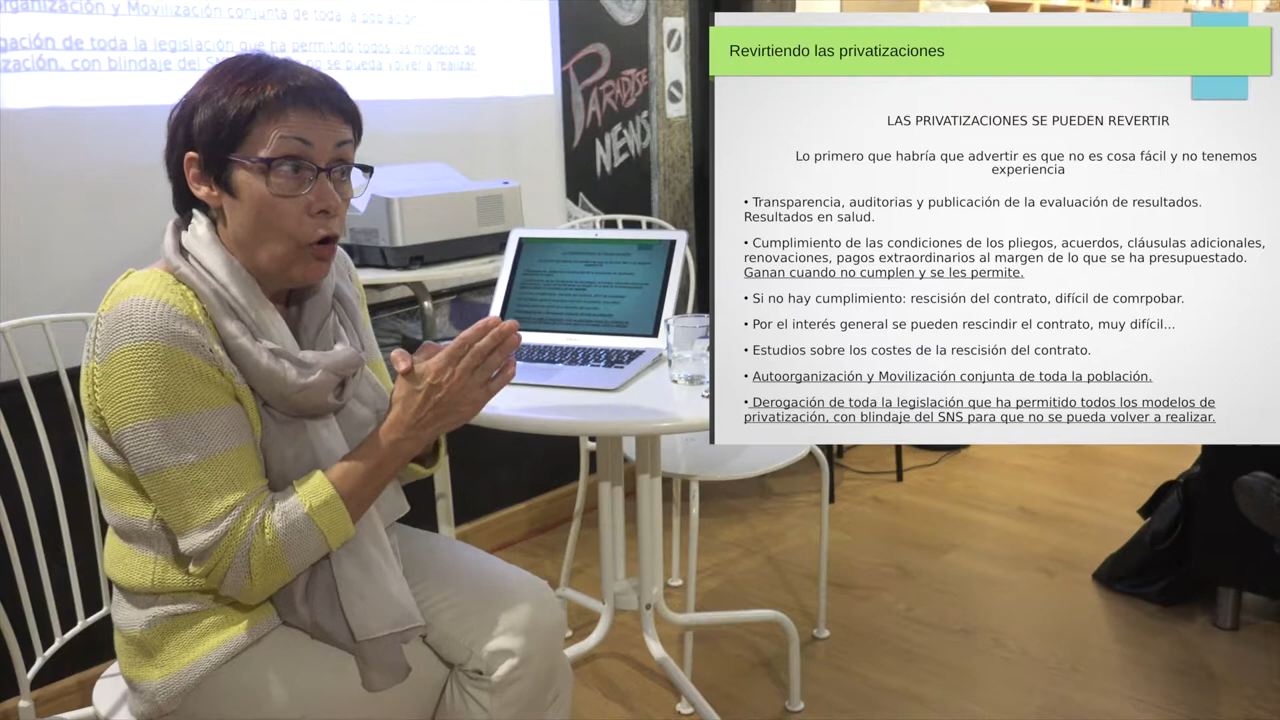 organización y Movilización conjunta de toda la población.
gación de toda la legislación que ha permitido todos los modelos de
zación, con blindaje del SNS no se pueda volver a realizar.
PARADISE
NEWS
Revirtiendo las privatizaciones
LAS PRIVATIZACIONES SE PUEDEN REVERTIR
Lo primero que habría que advertir es que no es cosa fácil y no tenemos
experiencia
• Transparencia, auditorias y publicación de la evaluación de resultados.
Resultados en salud.
• Cumplimiento de las condiciones de los pliegos, acuerdos, cláusulas adicionales,
renovaciones, pagos extraordinarios al margen de lo que se ha presupuestado.
Ganan cuando no cumplen y se les permite.
• Si no hay cumplimiento: rescisión del contrato, difícil de comrpobar.
• Por el interés general se pueden rescindir el contrato, muy difícil...
• Estudios sobre los costes de la rescisión del contrato.
• Autoorganización y Movilización conjunta de toda la población.
• Derogación de toda la legislación que ha permitido todos los modelos de
privatización, con blindaje del SNS para que no se pueda volver a realizar.